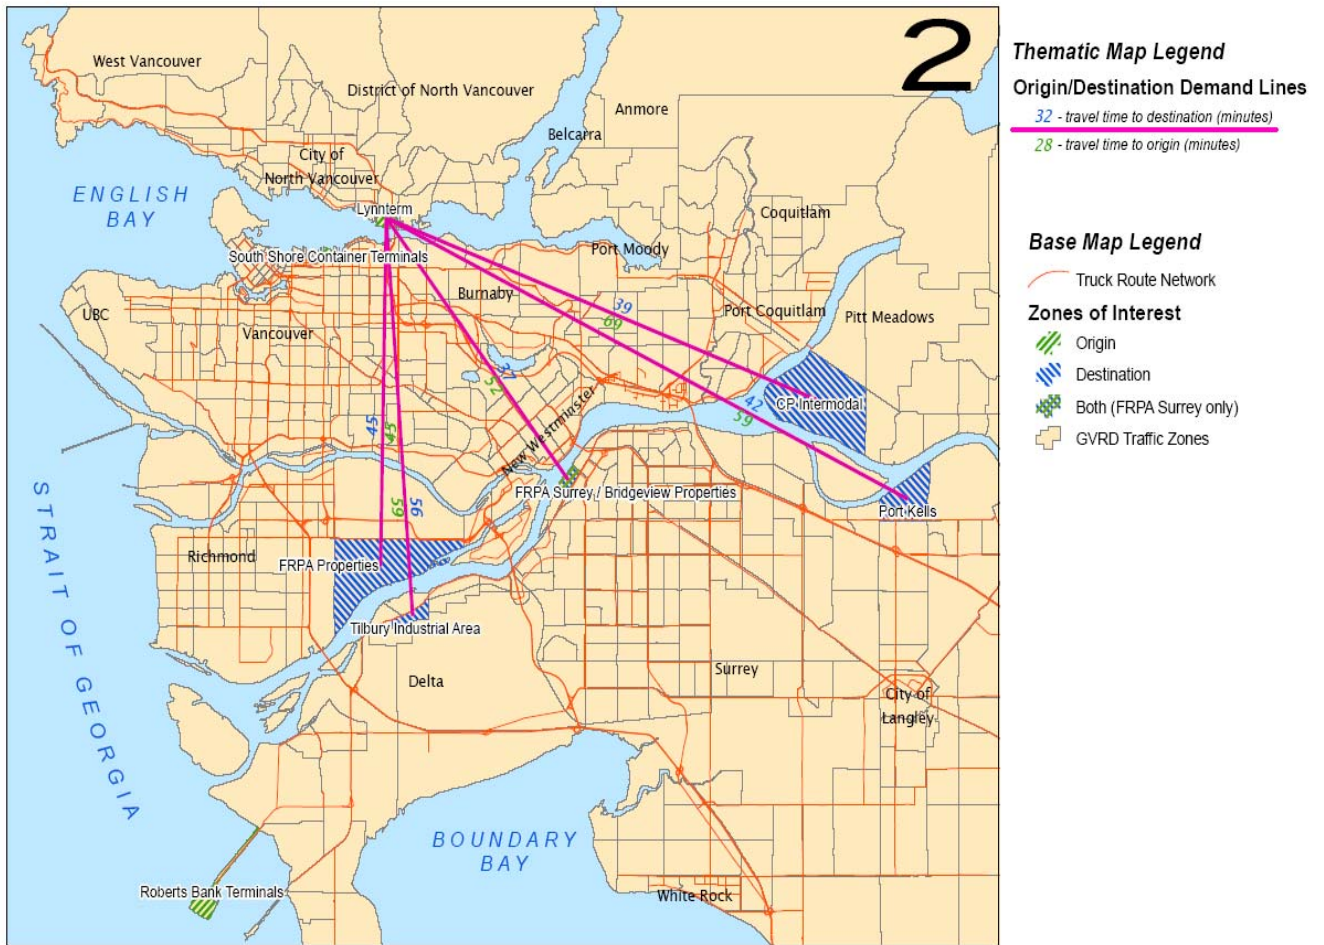 2
West Vancouver
District of North Vancouver
Anmore
Belcarra
City of
North Vancouver
ENGLISH
BAY
Lynnterm
Coquitlam
South Shore Container Terminals
Port Moody
Burnaby
UBC
Vancouver
39
69
Port Coquitlam
Pitt Meadows
37
52
42
59
CP Intermodal
45
45
New Westminster
FRPA Surrey / Bridgeview Properties
59
56
Port Kells
Richmond
FRPA Properties
Tilbury Industrial Area
STRAIT OF GEORGIA
Delta
Surrey
City of
Langley
BOUNDARY
BAY
Roberts Bank Terminals
White Rock
Thematic Map Legend
Origin/Destination Demand Lines
32 - travel time to destination (minutes)
28 - travel time to origin (minutes)
Base Map Legend
Truck Route Network
Zones of Interest
Origin
Destination
Both (FRPA Surrey only)
GVRD Traffic Zones